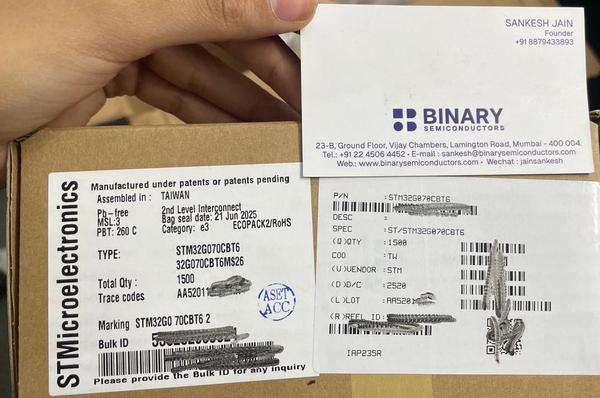 SANKESH JAIN
Founder
+91 8879433893
BINARY
SEMICONDUCTORS
23-B, Ground Floor, Vijay Chambers, Lamington Road, Mumbai - 400 004.
Tel.: +91 22 4506 4452 • E-mail : sankesh@binarysemiconductors.com
Web.: www.binarysemiconductors.com • Wechat : jainsankesh
STMicroelectronics
Manufactured under patents or patents pending
Assembled in : TAIWAN
Pb-free 2nd Level Interconnect
MSL:3 Bag seal date: 21 Jun 2025
PBT: 260 C Category: e3 ECOPACK2/RoHS
TYPE: STM32G070CBT6
32G070CBT6M$26
Total Qty : 1500
Trace codes AA52011
ASET
ACC.
Marking STM32G0 70CBT6 2
Bulk ID
Please provide the Bulk ID for any inquiry
P/N :STM32G070CBT6
DESC :
SPEC :ST/STM32G070CBT6
(Q)QTY :1500
COO :TW
(V)VENDOR :STM
(D)D/C :2520
(L)LOT :AA5201
(R)REEL ID:
IAP235R